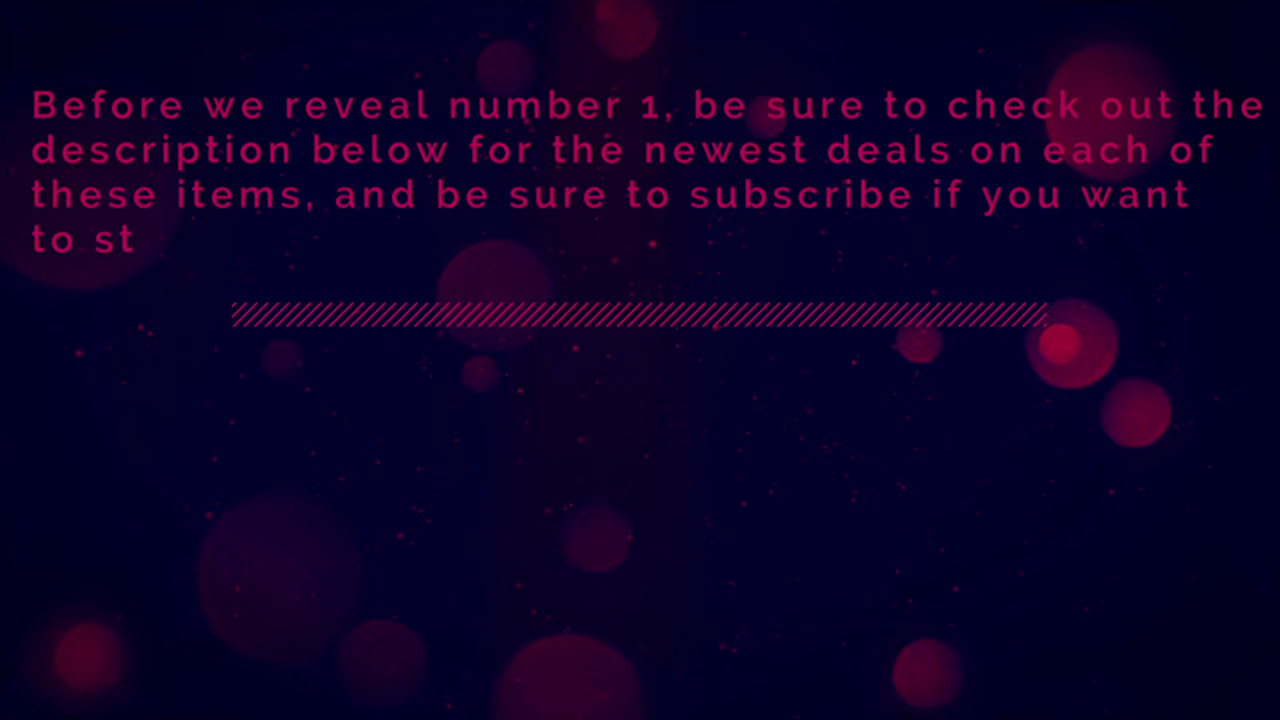 Before we reveal number 1, be sure to check out the
description below for the newest deals on each of
these items, and be sure to subscribe if you want
to st